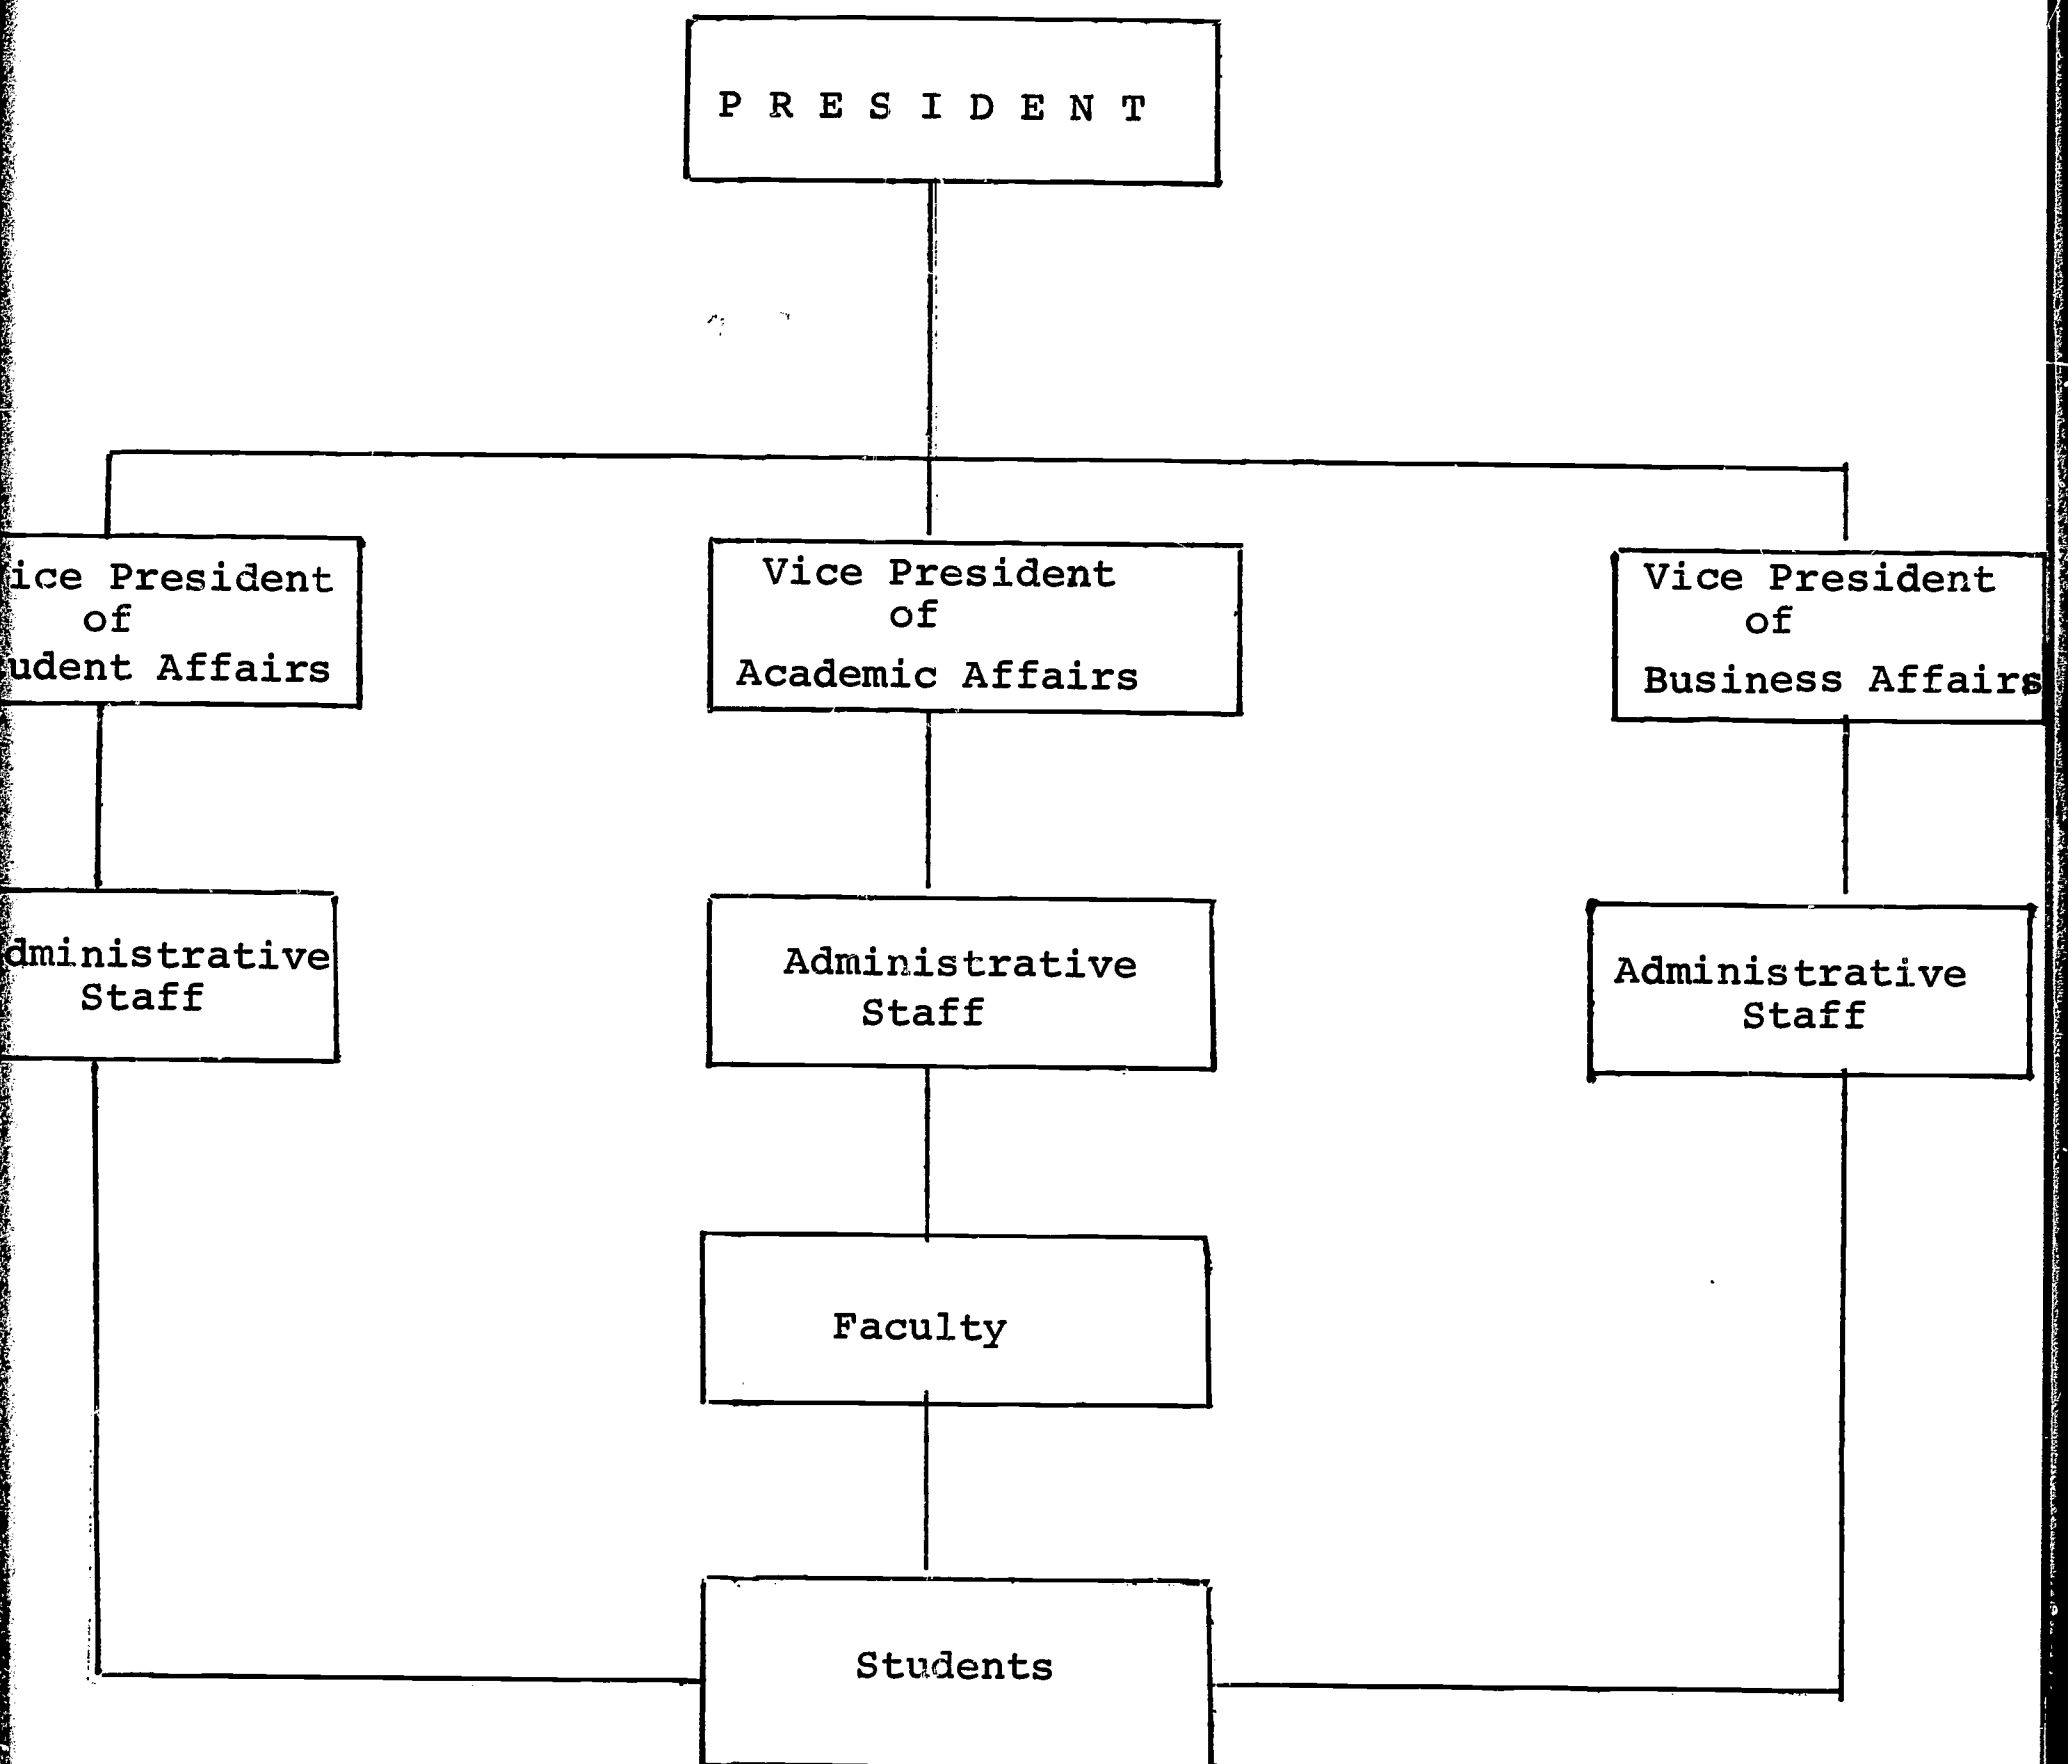 P R E S I D E N T
ice President
of
udent Affairs
Vice President
of
Academic Affairs
Vice President
of
Business Affairs
dministrative
Staff
Administrative
Staff
Administrative
Staff
Faculty
Students